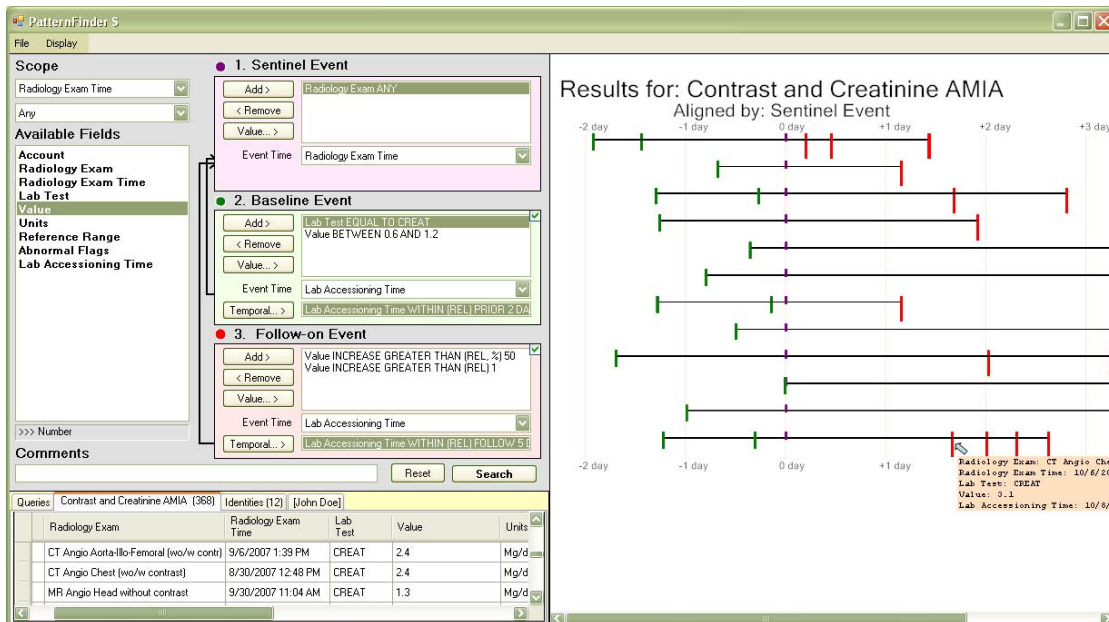 PatternFinder S
File Display
Scope
Radiology Exam Time
Any
Available Fields
Account
Radiology Exam
Radiology Exam Time
Lab Test
Value
Units
Reference Range
Abnormal Flags
Lab Accessioning Time
>>> Number
1. Sentinel Event
Add >
< Remove
Value... >
Radiology Exam ANY
Event Time
Radiology Exam Time
2. Baseline Event
Add >
< Remove
Value... >
Lab Test EQUAL TO CREAT
Value BETWEEN 0.6 AND 1.2
Event Time
Lab Accessioning Time
Temporal... >
Lab Accessioning Time WITHIN (REL) PRIOR 2 DA
3. Follow-on Event
Add >
< Remove
Value... >
Value INCREASE GREATER THAN (REL, %) 50
Value INCREASE GREATER THAN (REL) 1
Event Time
Lab Accessioning Time
Temporal... >
Lab Accessioning Time WITHIN (REL) FOLLOW 5 D
Comments
Reset
Search
Queries Contrast and Creatinine AMIA (368) Identities (12) [John Doe]
Radiology Exam Radiology Exam Time Lab Test Value Units
CT Angio Aorta-Illo-Femoral (wo/w contr) 9/6/2007 1:39 PM CREAT 2.4 Mg/d
CT Angio Chest (wo/w contrast) 8/30/2007 12:48 PM CREAT 2.4 Mg/d
MR Angio Head without contrast 9/30/2007 11:04 AM CREAT 1.3 Mg/d
Results for: Contrast and Creatinine AMIA
Aligned by: Sentinel Event
-2 day -1 day 0 day +1 day +2 day +3 day
-2 day -1 day 0 day +1 day
Radiology Exam: CT Angio Che
Radiology Exam Time: 10/6/20
Lab Test: CREAT
Value: 3.1
Lab Accessioning Time: 10/8/